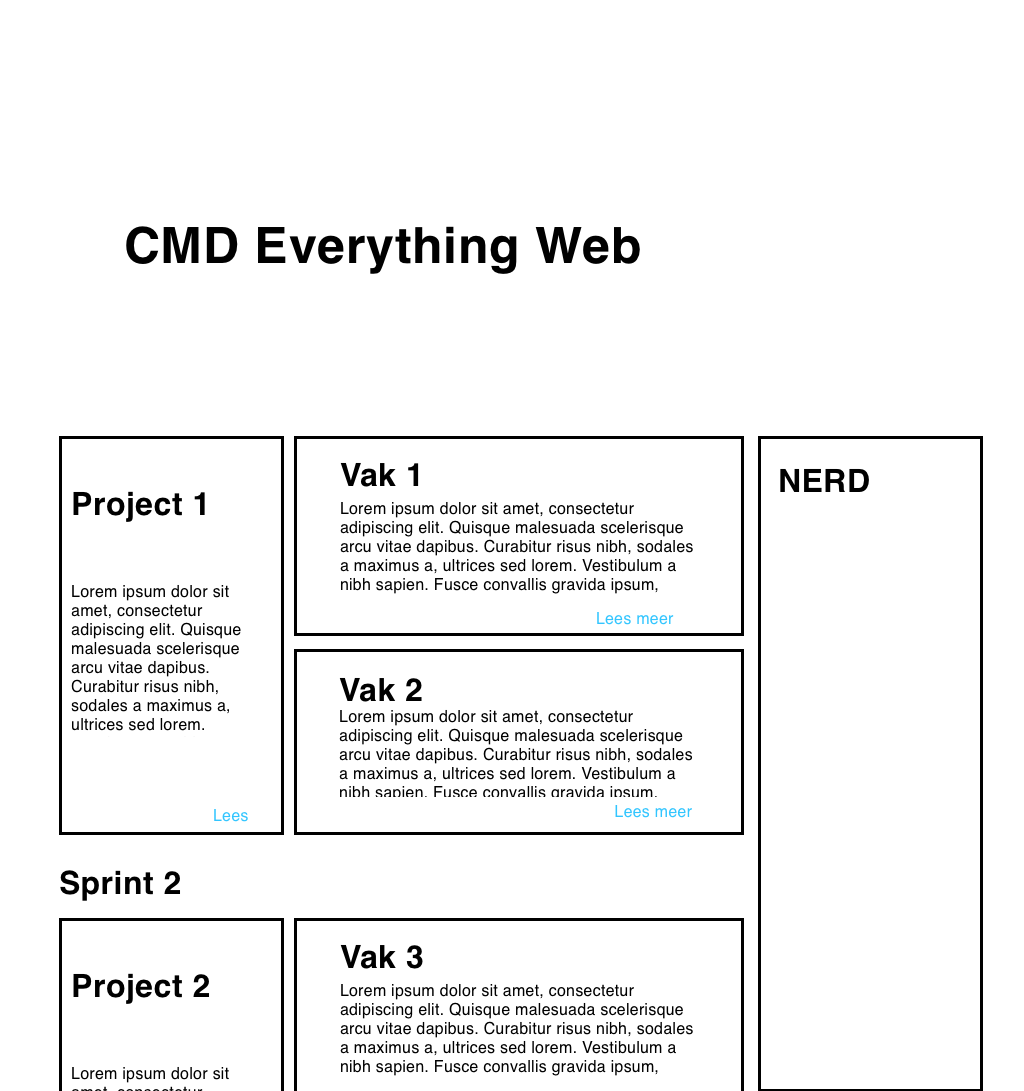 CMD Everything Web
Project 1
Lorem ipsum dolor sit
amet, consectetur
adipiscing elit. Quisque
malesuada scelerisque
arcu vitae dapibus.
Curabitur risus nibh,
sodales a maximus a,
ultrices sed lorem.
Lees
Vak 1
Lorem ipsum dolor sit amet, consectetur
adipiscing elit. Quisque malesuada scelerisque
arcu vitae dapibus. Curabitur risus nibh, sodales
a maximus a, ultrices sed lorem. Vestibulum a
nibh sapien. Fusce convallis gravida ipsum,
Lees meer
Vak 2
Lorem ipsum dolor sit amet, consectetur
adipiscing elit. Quisque malesuada scelerisque
arcu vitae dapibus. Curabitur risus nibh, sodales
a maximus a, ultrices sed lorem. Vestibulum a
nibh sapien. Fusce convallis gravida ipsum,
Lees meer
NERD
Sprint 2
Project 2
Lorem ipsum dolor sit
amet, consectetur
Vak 3
Lorem ipsum dolor sit amet, consectetur
adipiscing elit. Quisque malesuada scelerisque
arcu vitae dapibus. Curabitur risus nibh, sodales
a maximus a, ultrices sed lorem. Vestibulum a
nibh sapien. Fusce convallis gravida ipsum,